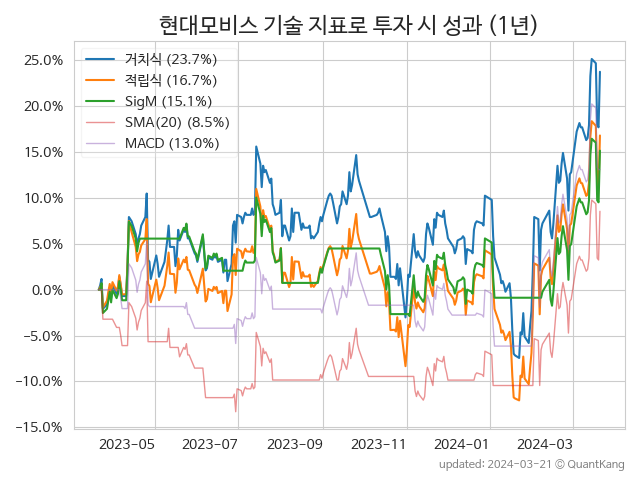 현대모비스 기술 지표로 투자 시 성과 (1년)
25.0%
20.0%
15.0%
10.0%
5.0%
0.0%
−5.0%
−10.0%
−15.0%
거치식 (23.7%)
적립식 (16.7%)
SigM (15.1%)
SMA(20) (8.5%)
MACD (13.0%)
2023-05 2023-07 2023-09 2023-11 2024-01 2024-03
updated: 2024-03-21 © QuantKang